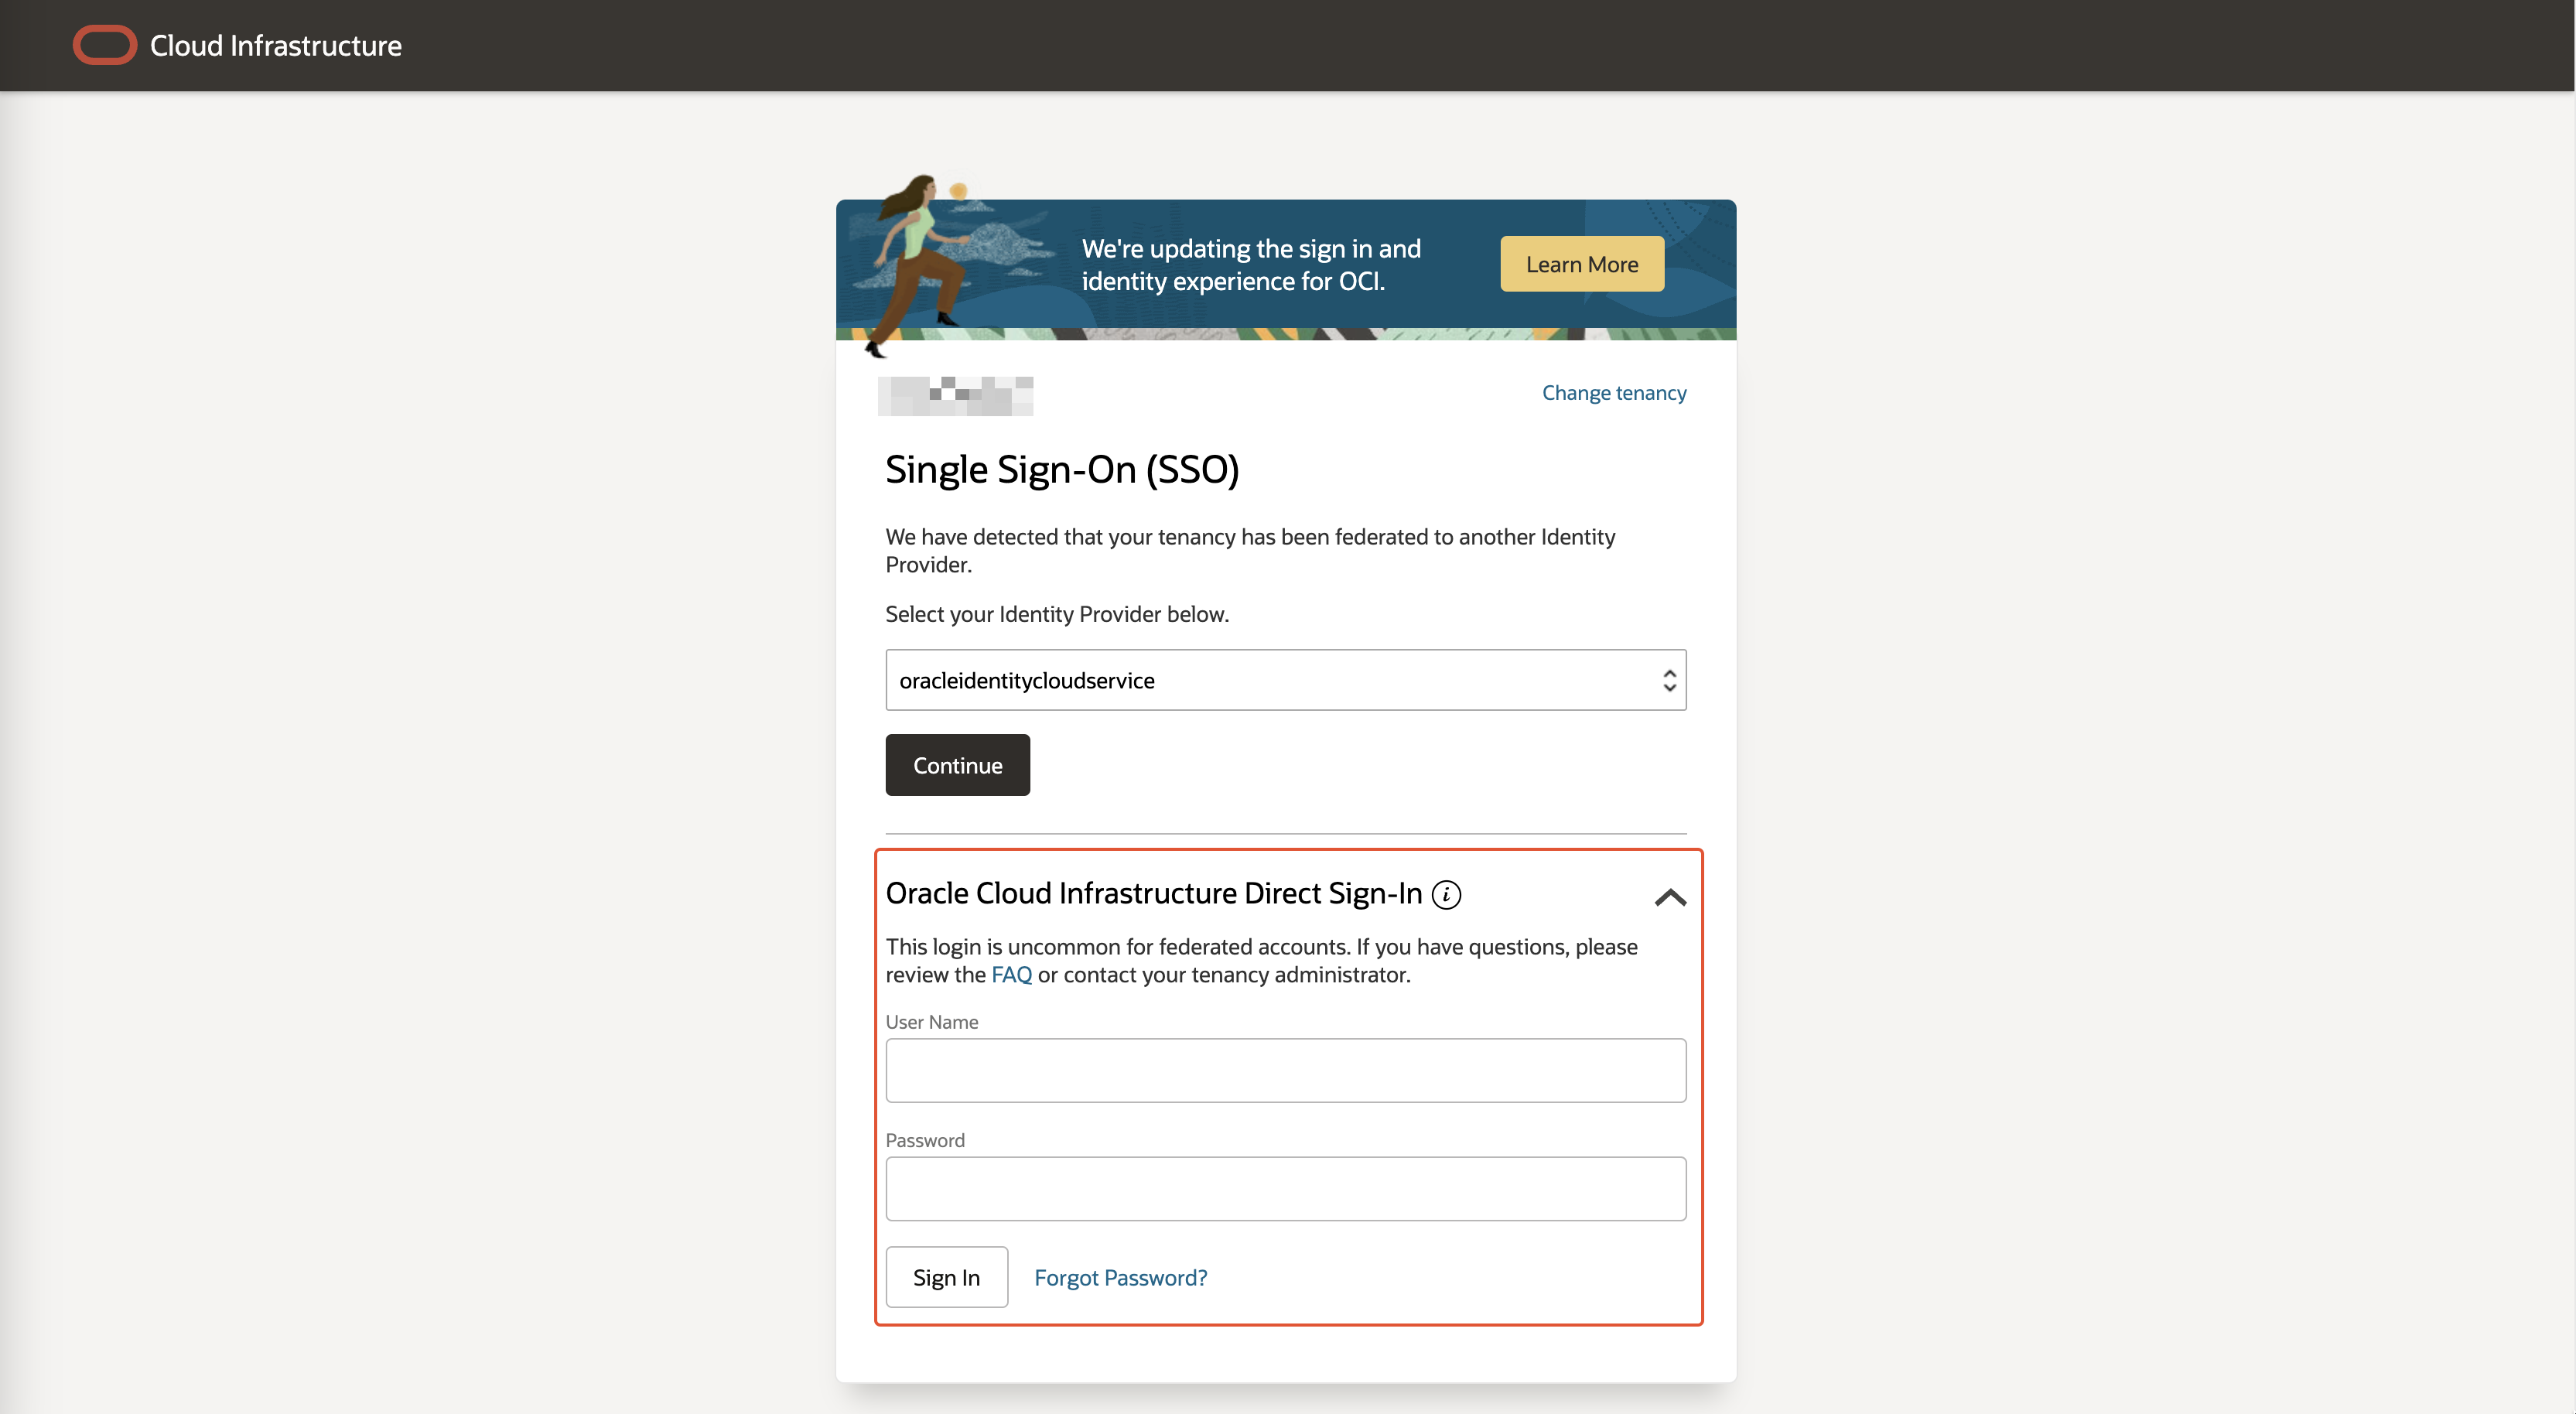 Cloud Infrastructure
We're updating the sign in and
identity experience for OCI.
Learn More
Change tenancy
Single Sign-On (SSO)
We have detected that your tenancy has been federated to another Identity
Provider.
Select your Identity Provider below.
oracleidentitycloudservice
Continue
Oracle Cloud Infrastructure Direct Sign-In i
This login is uncommon for federated accounts. If you have questions, please
review the FAQ or contact your tenancy administrator.
User Name
Password
Sign In Forgot Password?